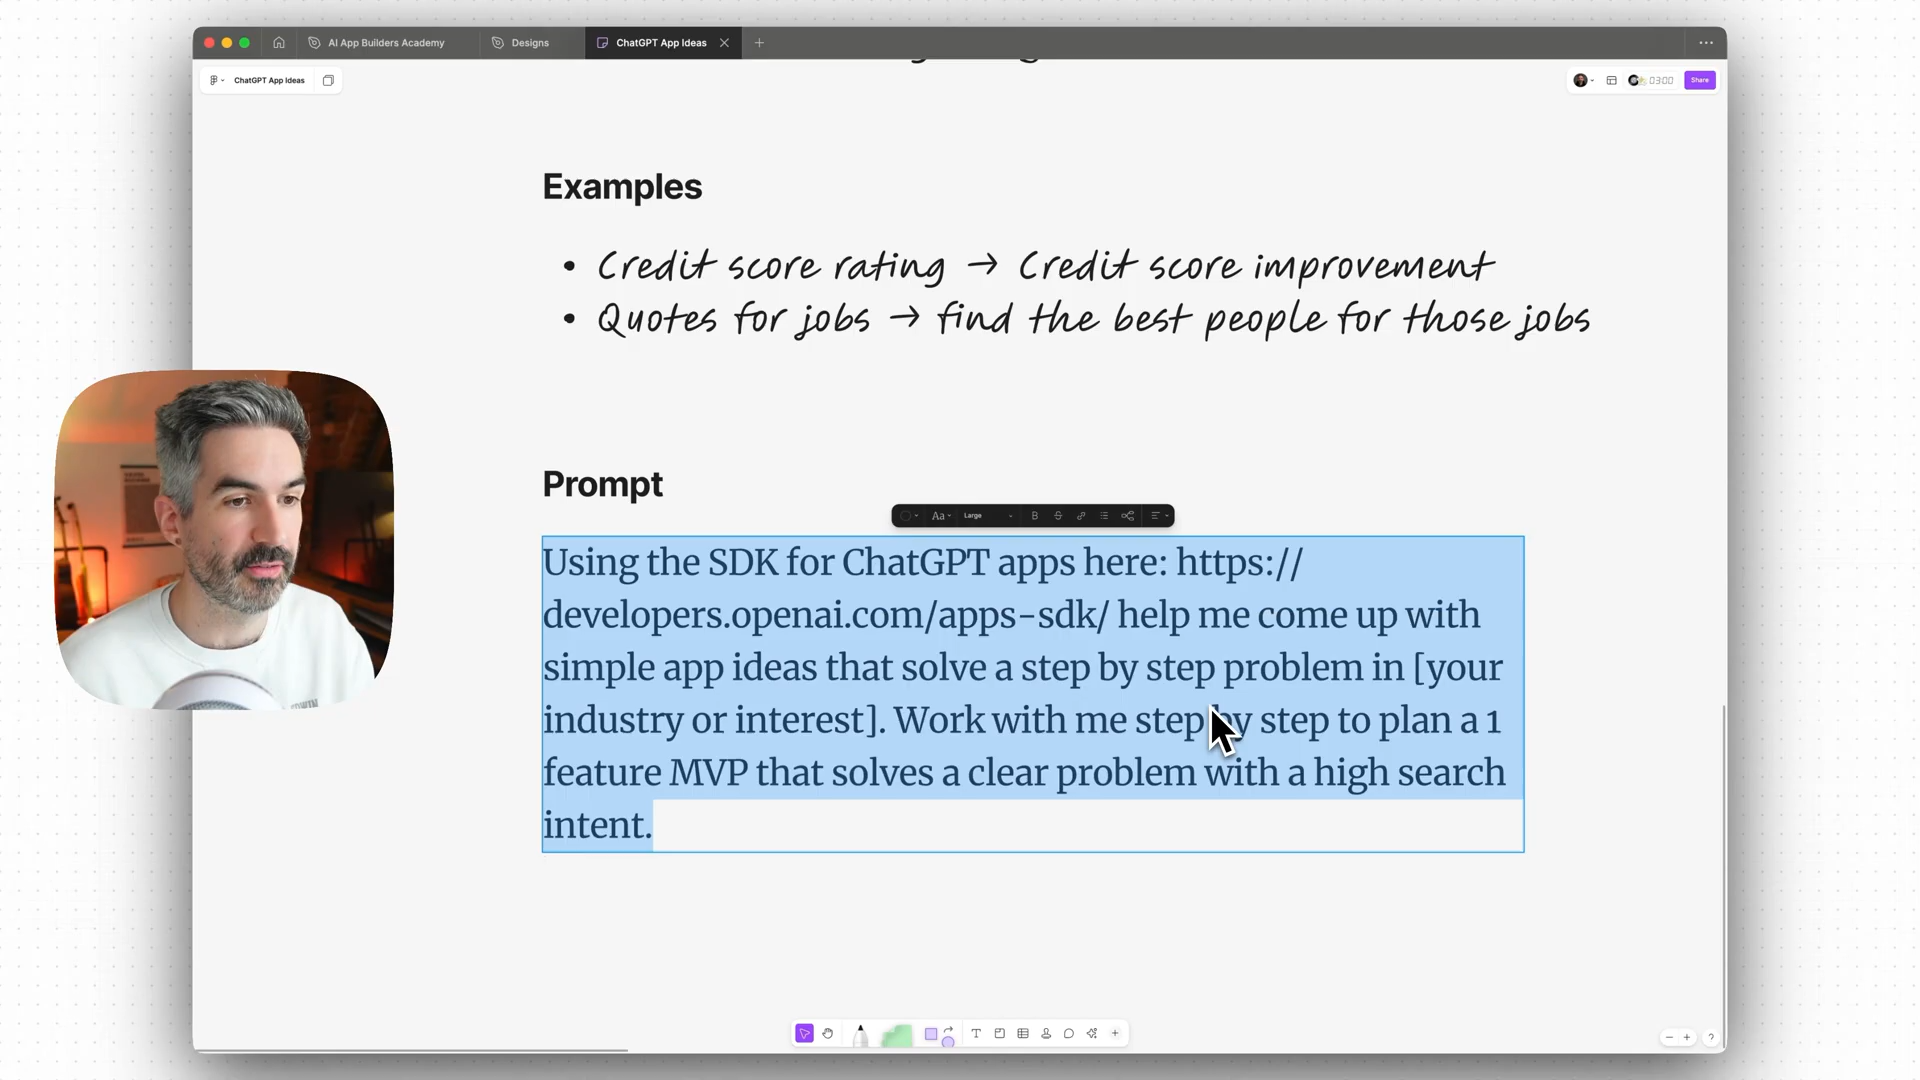 AI App Builders Academy
Designs
ChatGPT App Ideas
ChatGPT App Ideas
03:00
Share
Examples
• Credit score rating → Credit score improvement
• Quotes for jobs → find the best people for those jobs
Prompt
Aa
Large
B
S
Using the SDK for ChatGPT apps here: https://
developers.openai.com/apps-sdk/ help me come up with
simple app ideas that solve a step by step problem in [your
industry or interest]. Work with me step by step to plan a 1
feature MVP that solves a clear problem with a high search
intent.
T
?